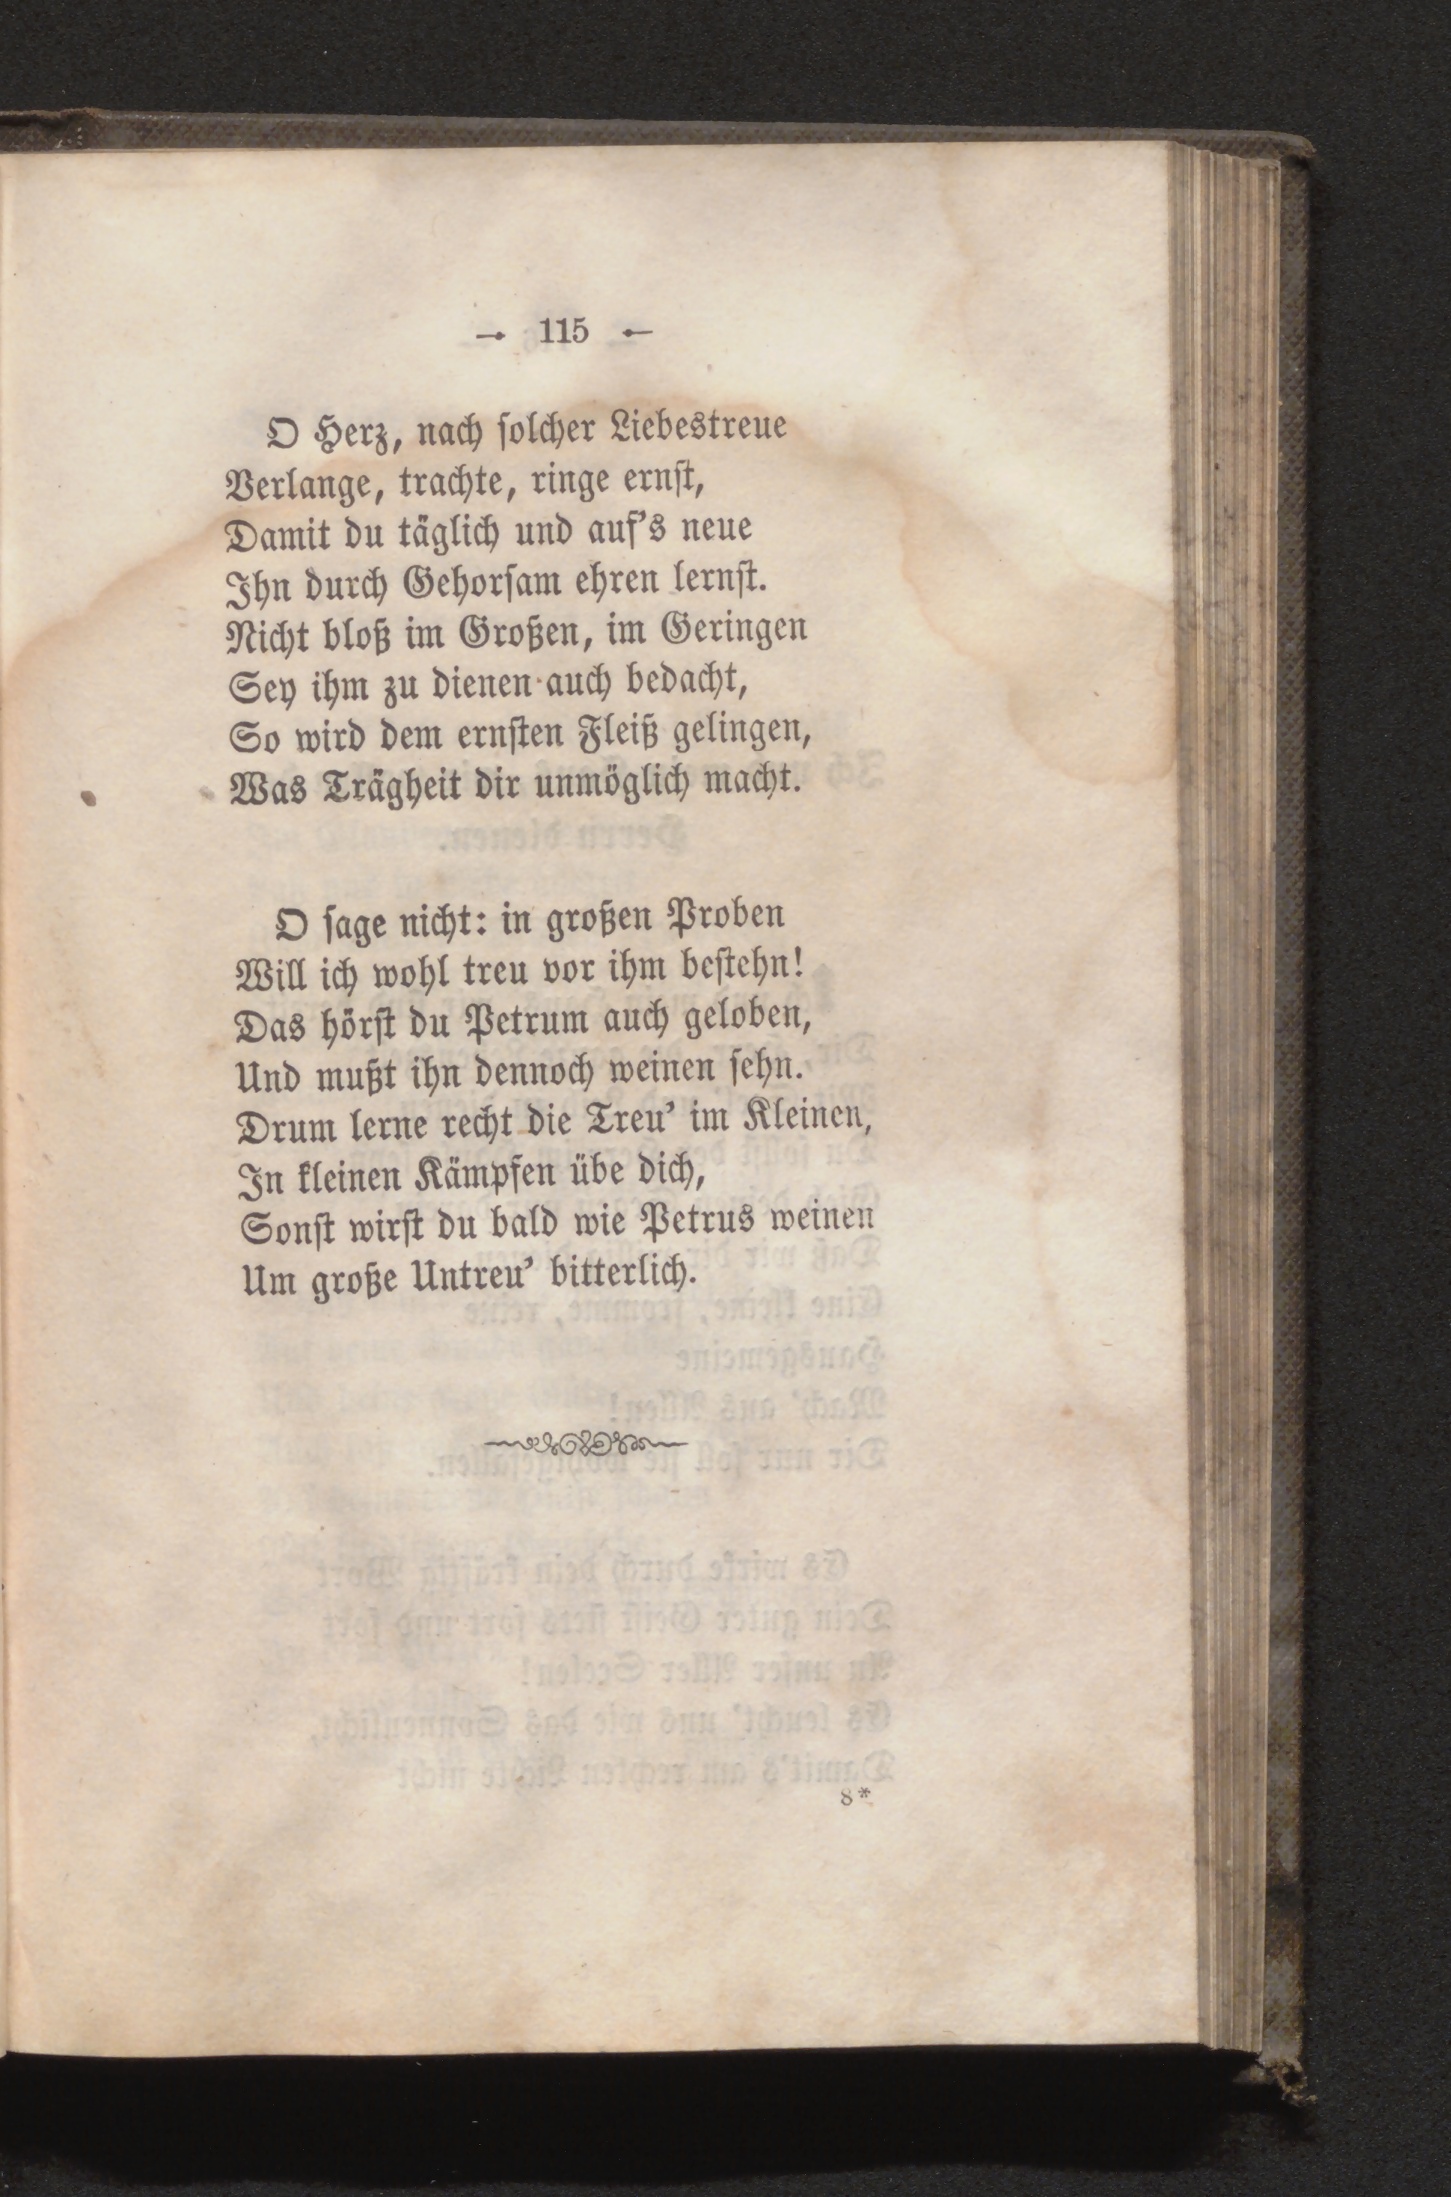 115
O Herz, nach solcher Liebestreue
Verlange, trachte, ringe ernst,
Damit du täglich und auf's neue
Ihn durch Gehorsam ehren lernst.
Nicht bloß im Großen, im Geringen
Sey ihm zu dienen auch bedacht,
So wird dem ernsten Fleiß gelingen,
Was Trägheit dir unmöglich macht.
O sage nicht: in großen Proben
Will ich wohl treu vor ihm bestehn!
Das hörst du Petrum auch geloben,
Und mußt ihn dennoch weinen sehn.
Drum lerne recht die Treu' im Kleinen,
In kleinen Kämpfen übe dich,
Sonst wirst du bald wie Petrus weinen
Um große Untreu' bitterlich.
8*